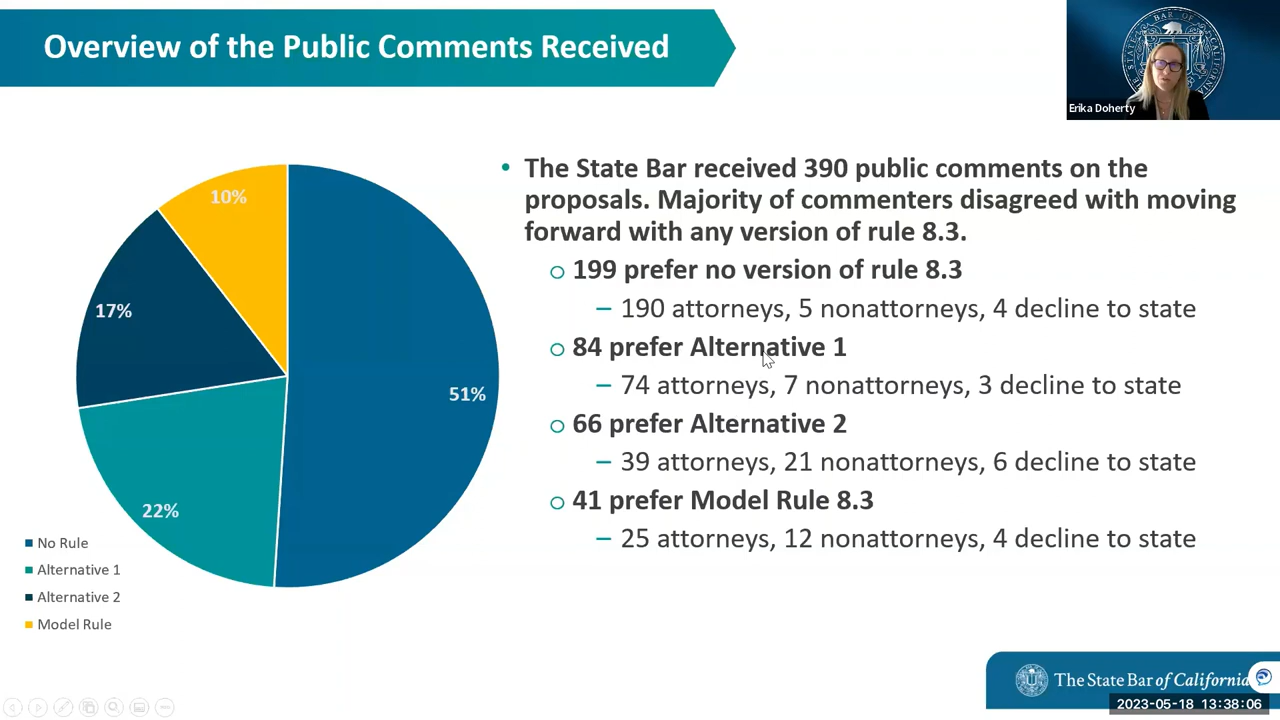 Overview of the Public Comments Received
Erika Doherty
• The State Bar received 390 public comments on the
proposals. Majority of commenters disagreed with moving
forward with any version of rule 8.3.
o 199 prefer no version of rule 8.3
– 190 attorneys, 5 nonattorneys, 4 decline to state
o 84 prefer Alternative 1
– 74 attorneys, 7 nonattorneys, 3 decline to state
o 66 prefer Alternative 2
– 39 attorneys, 21 nonattorneys, 6 decline to state
o 41 prefer Model Rule 8.3
– 25 attorneys, 12 nonattorneys, 4 decline to state
10%
17%
51%
22%
No Rule
Alternative 1
Alternative 2
Model Rule
The State Bar of California
2023-05-18 13:38:06
THE STATE BAR OF CALIFORNIA